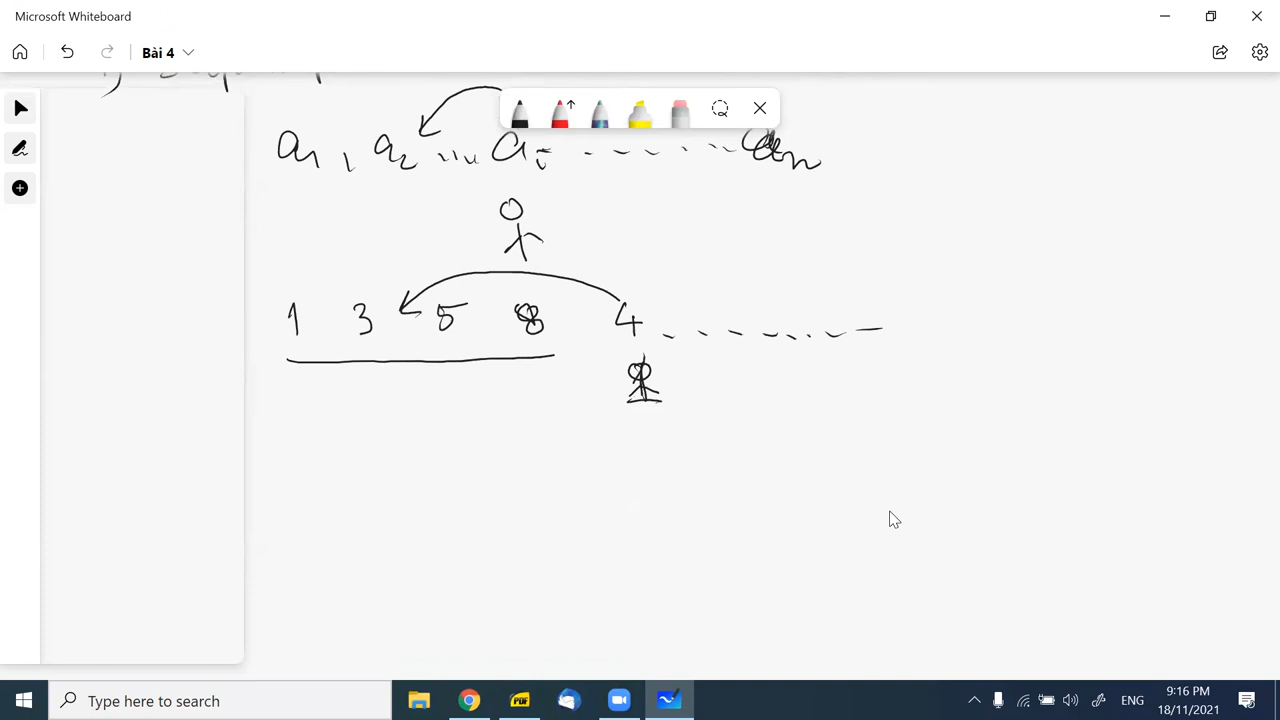 Microsoft Whiteboard
Bài 4
a1, a2 ... ai ------- an
1 3 5 8 4 --------
Type here to search
PDF
ENG
9:16 PM
18/11/2021